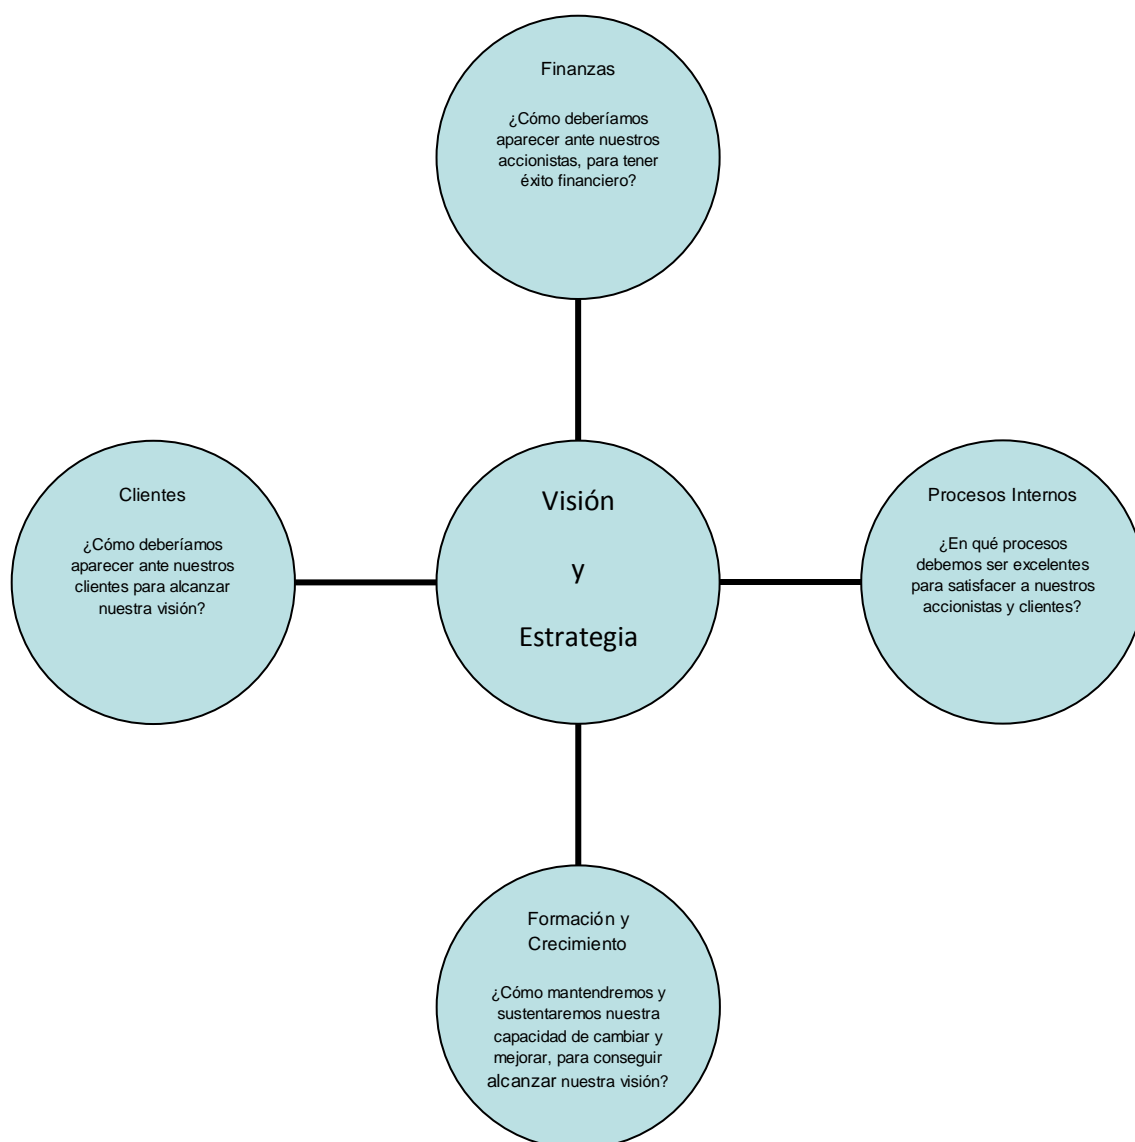 Finanzas
¿Cómo deberíamos
aparecer ante nuestros
accionistas, para tener
éxito financiero?
Clientes
¿Cómo deberíamos
aparecer ante nuestros
clientes para alcanzar
nuestra visión?
Visión
y
Estrategia
Procesos Internos
¿En qué procesos
debemos ser excelentes
para satisfacer a nuestros
accionistas y clientes?
Formación y
Crecimiento
¿Cómo mantendremos y
sustentaremos nuestra
capacidad de cambiar y
mejorar, para conseguir
alcanzar nuestra visión?